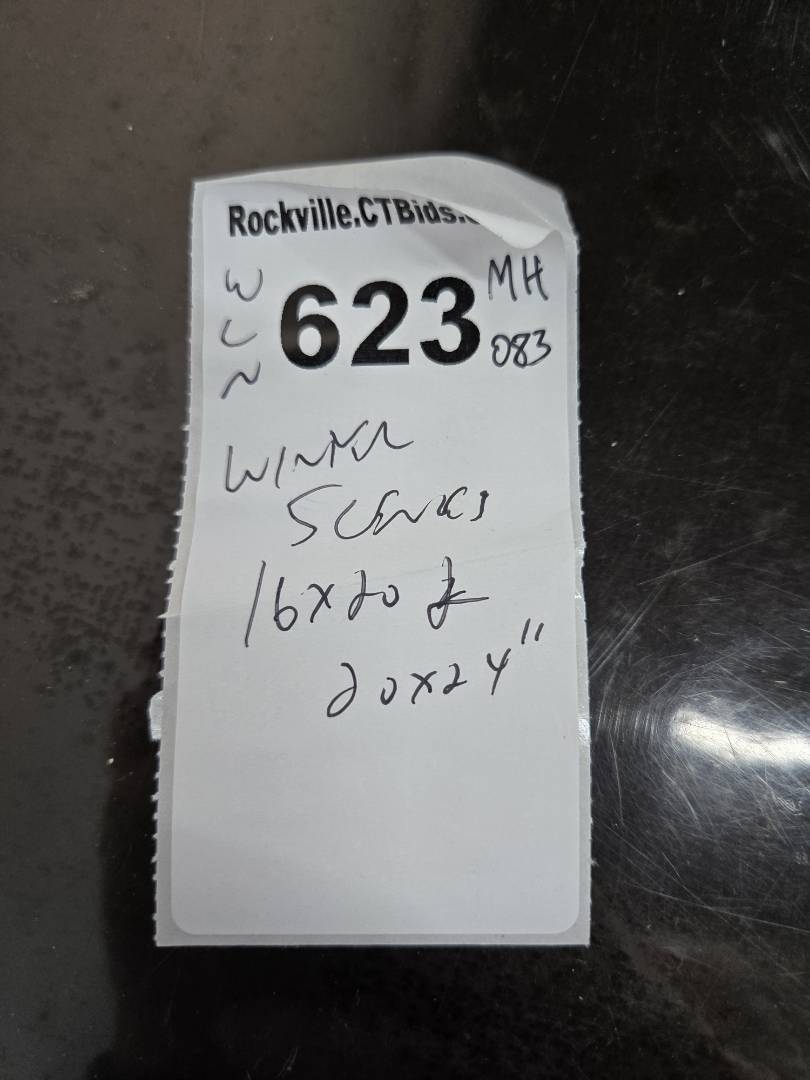 Rockville.CTBids.
W
C
N
623
MH
083
WINTER
SCENES
16X20 &
20X24"